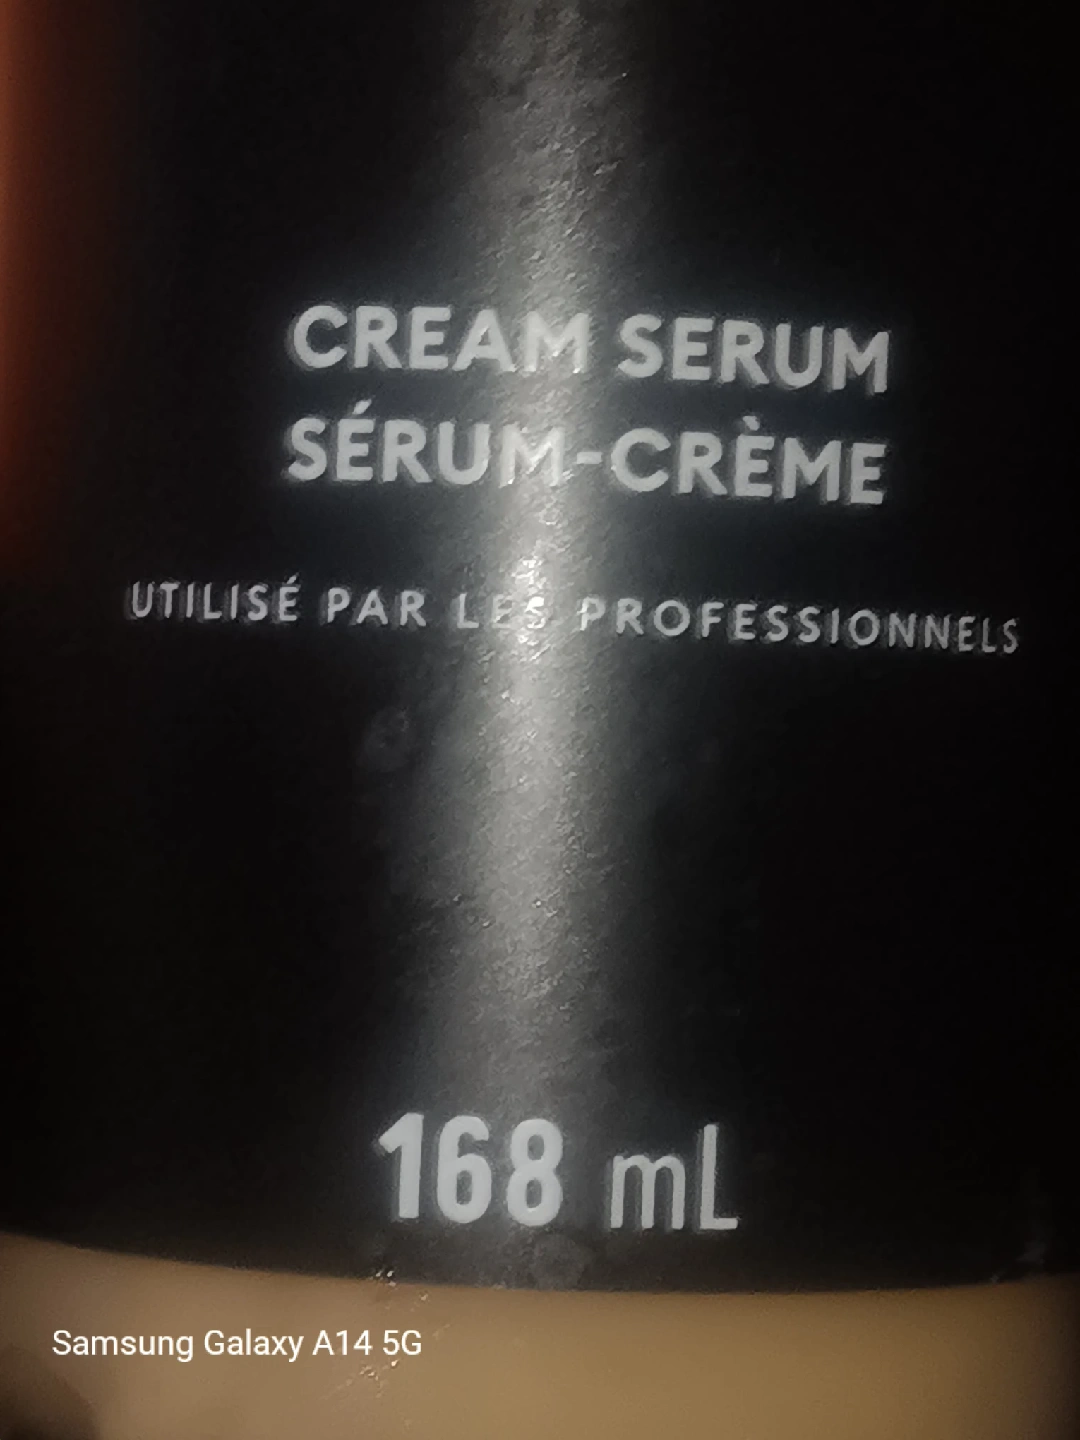 CREAM SERUM
SÉRUM-CRÈME
UTILISÉ PAR LES PROFESSIONNELS
168 mL
Samsung Galaxy A14 5G